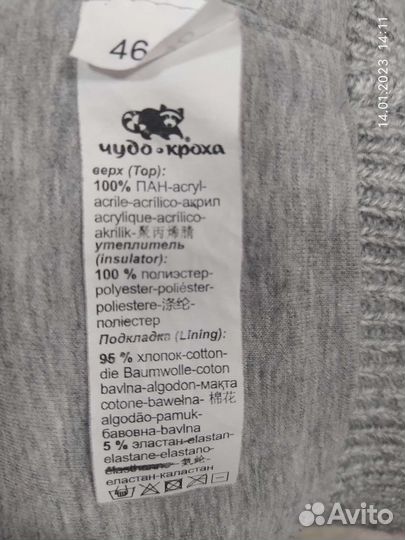 46
14.01.2023 14:11
чудо·кроха
верх (Top):
100% ПАН-acryl-
acrile-acrilico-акрил
acrylique-acrílico-
akrilik-聚丙烯腈
утеплитель
(insulator):
100 % полиэстер-
polyester-poliéster-
poliestere-涤纶-
поліестер
Подкладка (Lining):
95 % хлопок-cotton-
die Baumwolle-coton
bavlna-algodon-мақта
cotone-bawełna- 棉花
algodão-pamuk-
бавовна-bavlna
5 % эластан-elastan-
elastane-elastano-
氨纶-
еластан-каластан
Avito